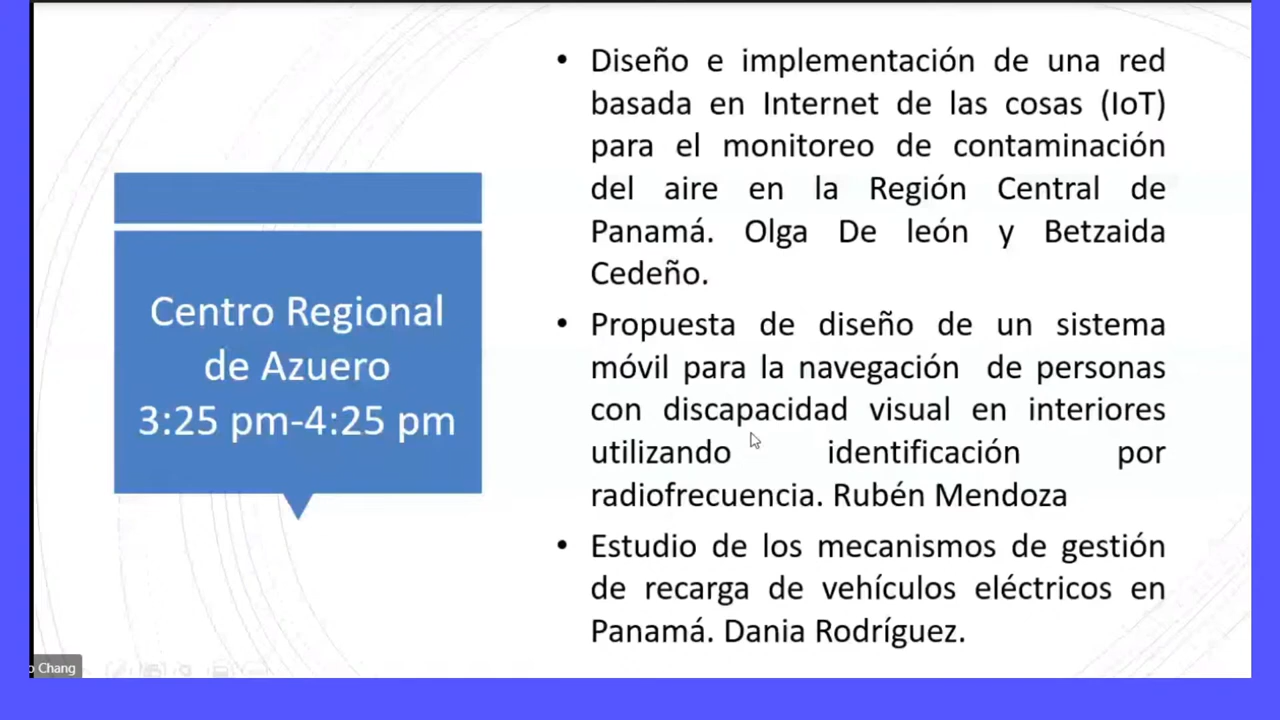 Centro Regional
de Azuero
3:25 pm-4:25 pm
• Diseño e implementación de una red
basada en Internet de las cosas (IoT)
para el monitoreo de contaminación
del aire en la Región Central de
Panamá. Olga De león y Betzaida
Cedeño.
• Propuesta de diseño de un sistema
móvil para la navegación de personas
con discapacidad visual en interiores
utilizando identificación por
radiofrecuencia. Rubén Mendoza
• Estudio de los mecanismos de gestión
de recarga de vehículos eléctricos en
Panamá. Dania Rodríguez.
o Chang